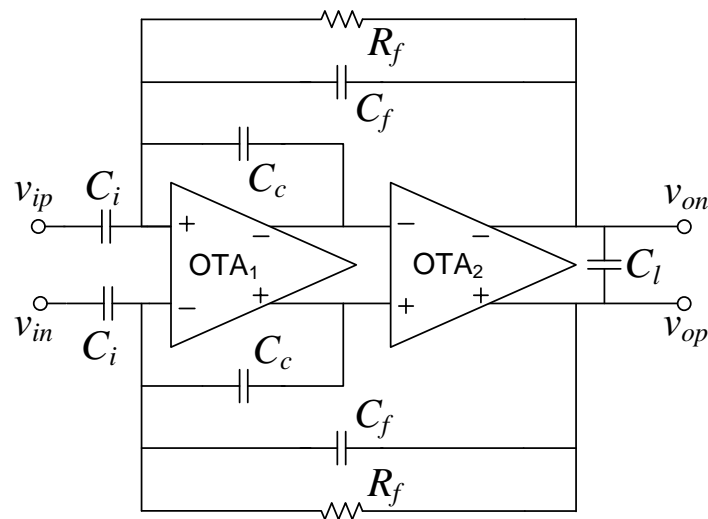 R_f
C_f
C_c
v_ip C_i + − − − v_on
OTA₁ OTA₂ C_l
v_in − + + + v_op
C_i C_c
C_f
R_f